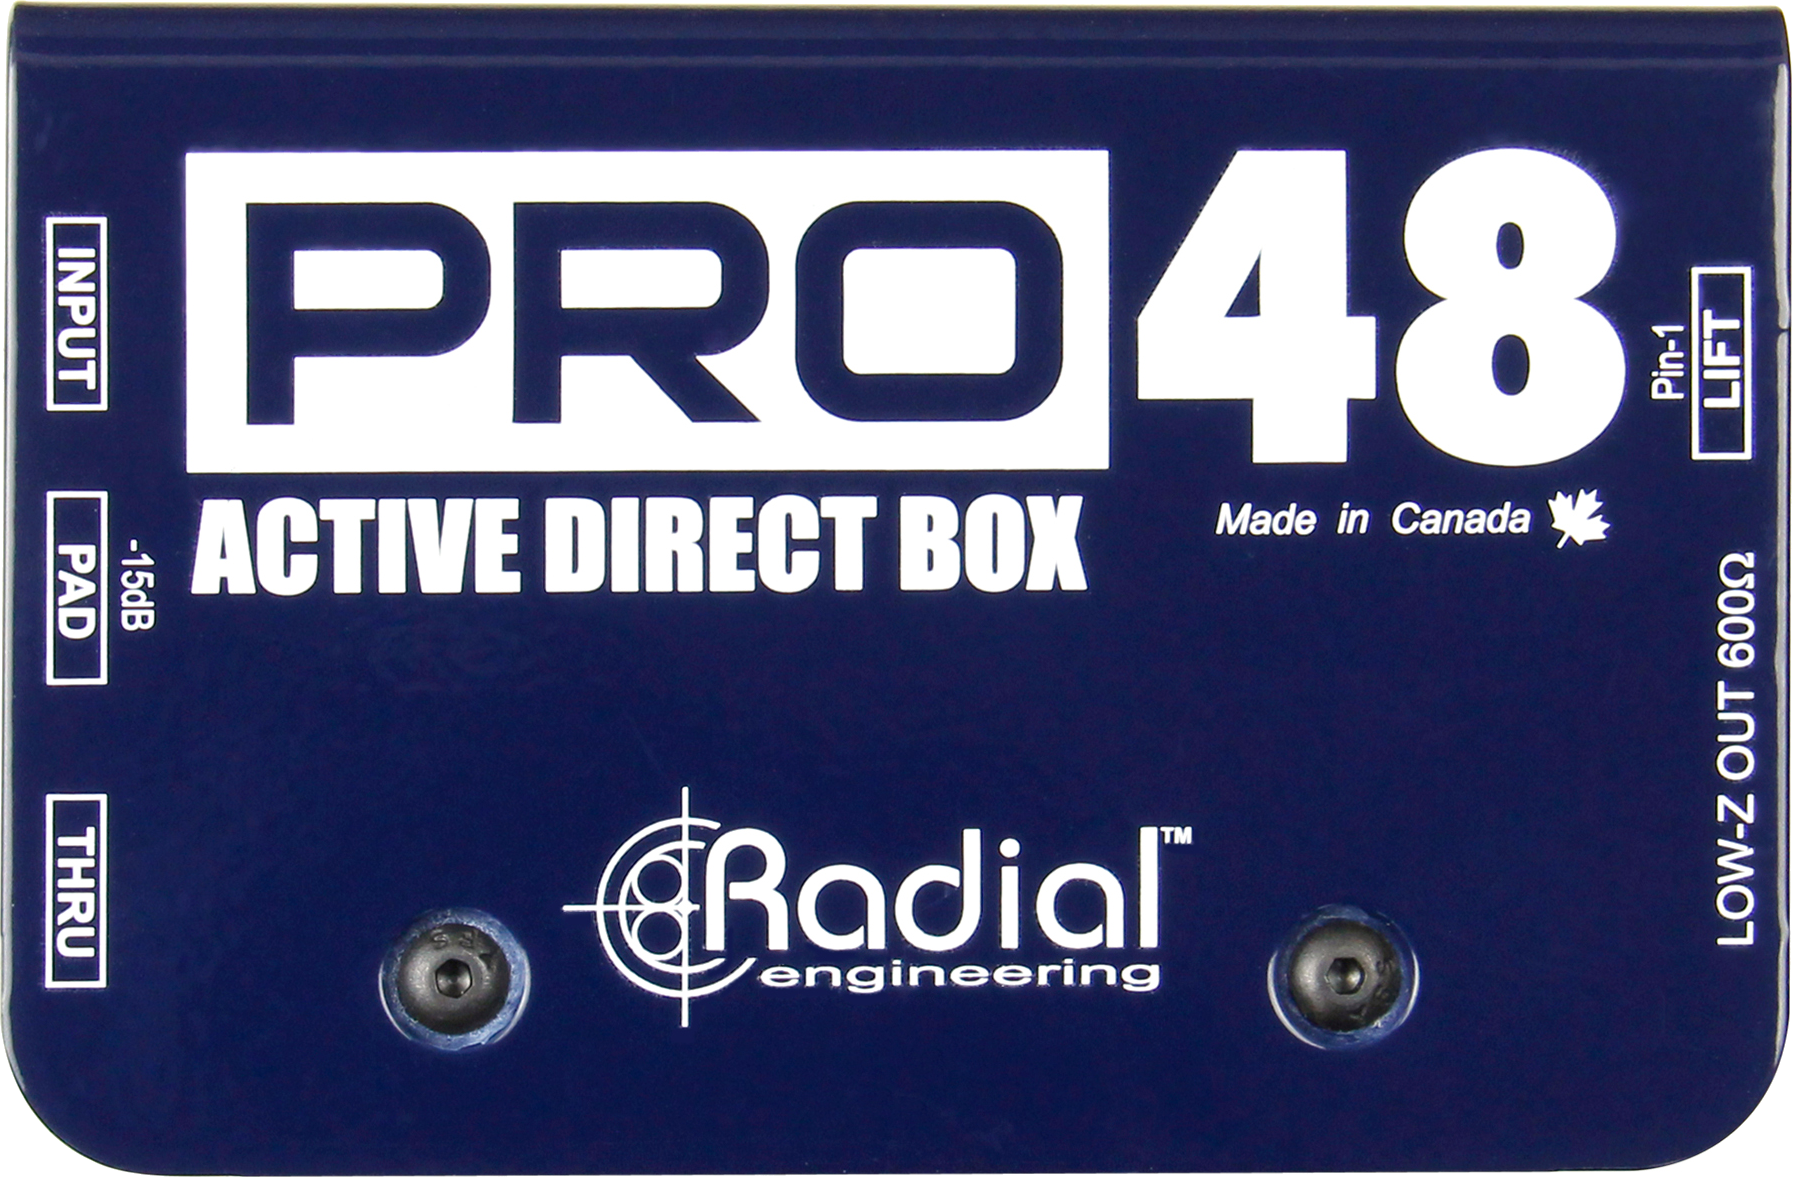 PRO48
ACTIVE DIRECT BOX
Made in Canada
INPUT
PAD
-15dB
THRU
Pin-1
LIFT
LOW-Z OUT 600Ω
Radial™
engineering